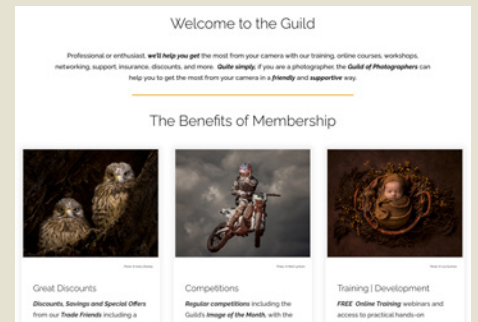 Welcome to the Guild
Professional or enthusiast, we'll help you get the most from your camera with our training, online courses, workshops,
networking, support, insurance, discounts, and more. Quite simply, if you are a photographer, the Guild of Photographers can
help you to get the most from your camera in a friendly and supportive way.
The Benefits of Membership
Great Discounts
Discounts, Savings and Special Offers
from our Trade Friends including a
Competitions
Regular competitions including the
Guild's Image of the Month, with the
Training | Development
FREE Online Training webinars and
access to practical hands-on